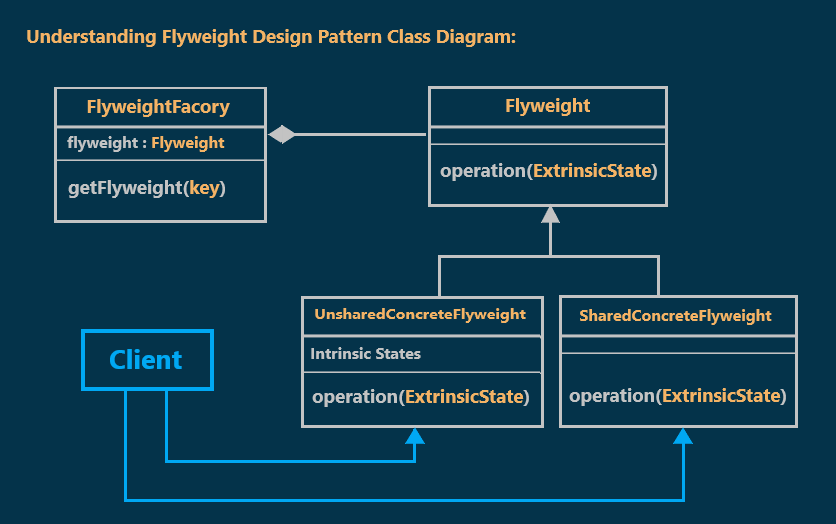 Understanding Flyweight Design Pattern Class Diagram:
FlyweightFacory
flyweight : Flyweight
getFlyweight(key)
Flyweight
operation(ExtrinsicState)
UnsharedConcreteFlyweight
Intrinsic States
operation(ExtrinsicState)
SharedConcreteFlyweight
operation(ExtrinsicState)
Client